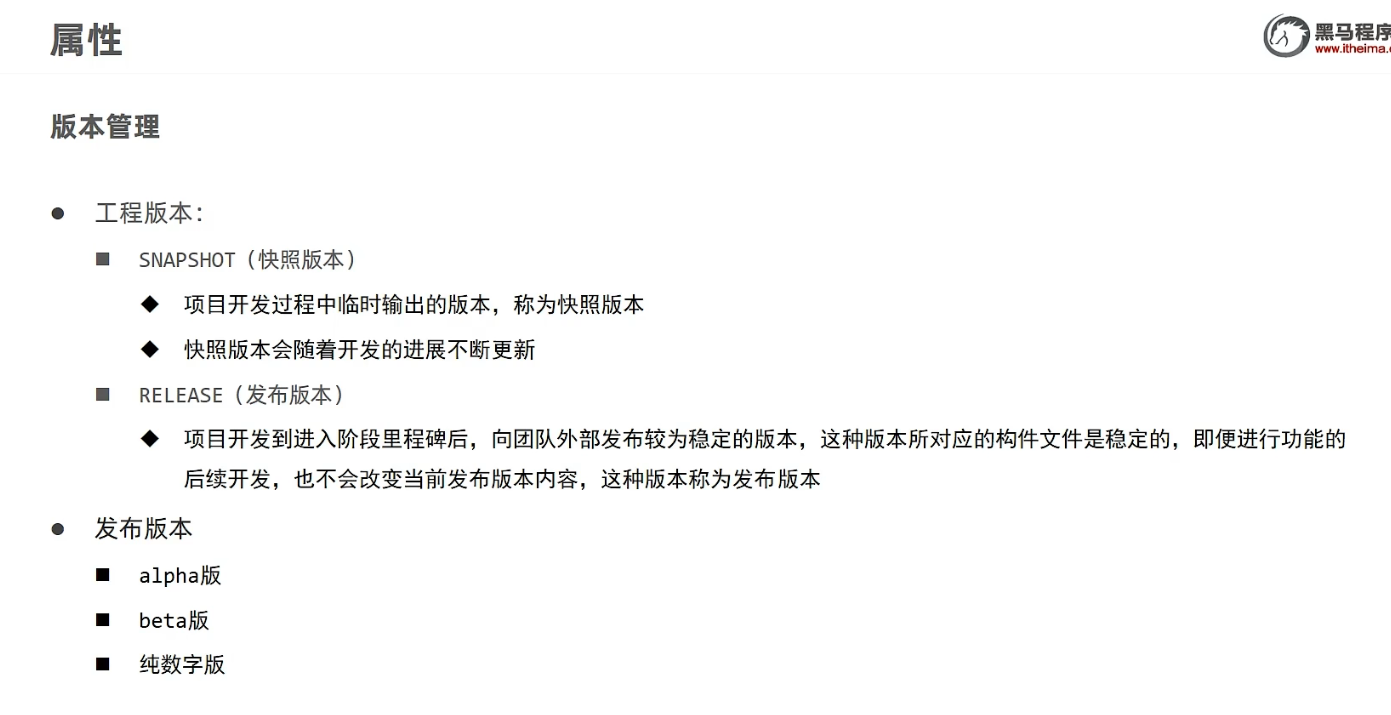 属性
黑马程序
www.itheima.
版本管理
工程版本：
SNAPSHOT（快照版本）
项目开发过程中临时输出的版本，称为快照版本
快照版本会随着开发的进展不断更新
RELEASE（发布版本）
项目开发到进入阶段里程碑后，向团队外部发布较为稳定的版本，这种版本所对应的构件文件是稳定的，即便进行功能的
后续开发，也不会改变当前发布版本内容，这种版本称为发布版本
发布版本
alpha版
beta版
纯数字版